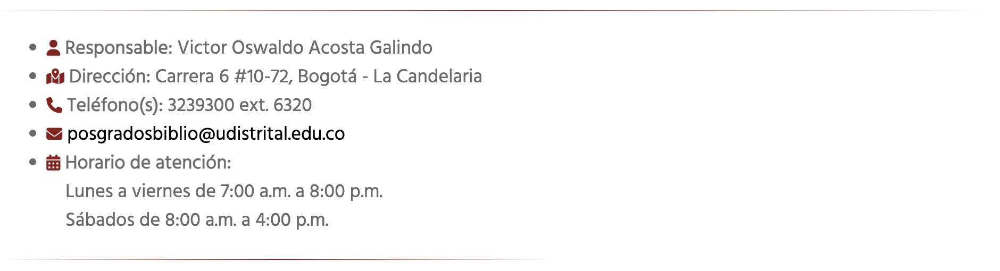 Responsable: Victor Oswaldo Acosta Galindo
Dirección: Carrera 6 #10-72, Bogotá - La Candelaria
Teléfono(s): 3239300 ext. 6320
posgradosbiblio@udistrital.edu.co
Horario de atención:
Lunes a viernes de 7:00 a.m. a 8:00 p.m.
Sábados de 8:00 a.m. a 4:00 p.m.